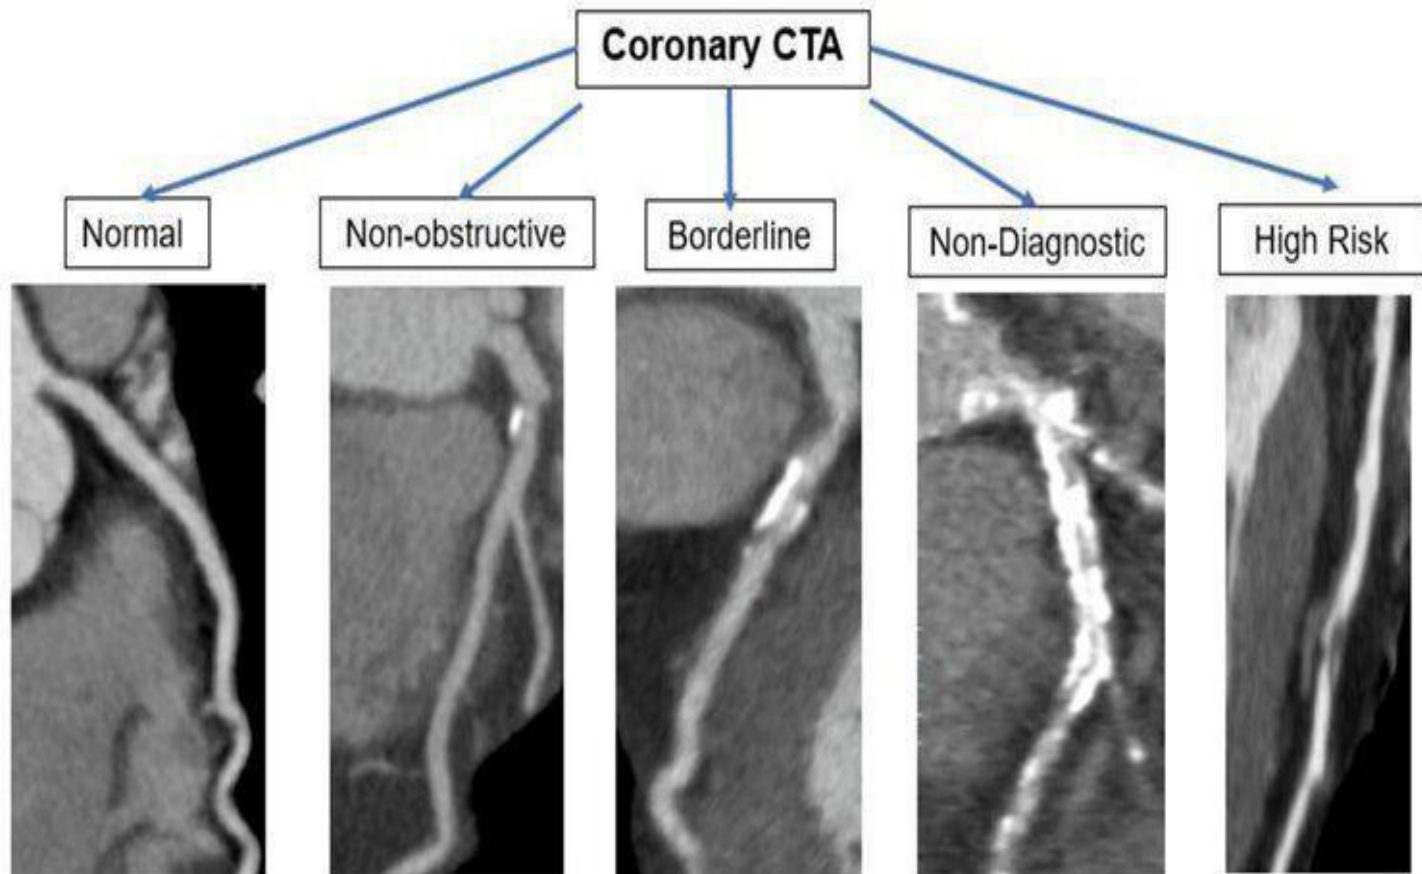 Coronary CTA
Normal
Non-obstructive
Borderline
Non-Diagnostic
High Risk